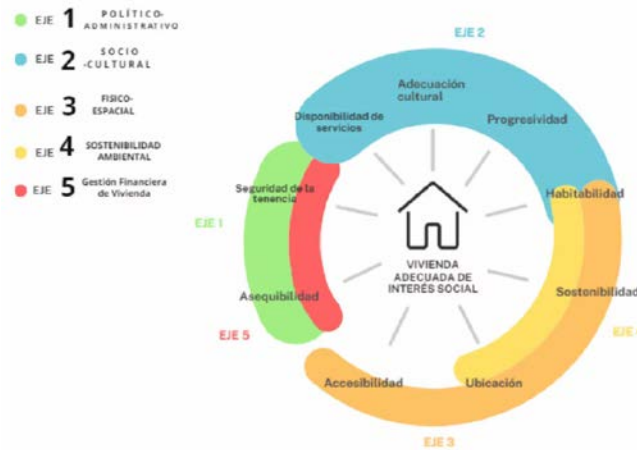 EJE 1 POLÍTICO-
ADMINISTRATIVO
EJE 2 SOCIO
-CULTURAL
EJE 3 FISICO-
ESPACIAL
EJE 4 SOSTENIBILIDAD
AMBIENTAL
EJE 5 Gestión Financiera
de Vivienda
EJE 2
Adecuación
cultural
Disponibilidad de
servicios
Progresividad
Seguridad de la
tenencia
Habitabilidad
EJE 1
VIVIENDA
ADECUADA DE
INTERÉS SOCIAL
Asequibilidad
Sostenibilidad
EJE 5
EJE
Accesibilidad
Ubicación
EJE 3